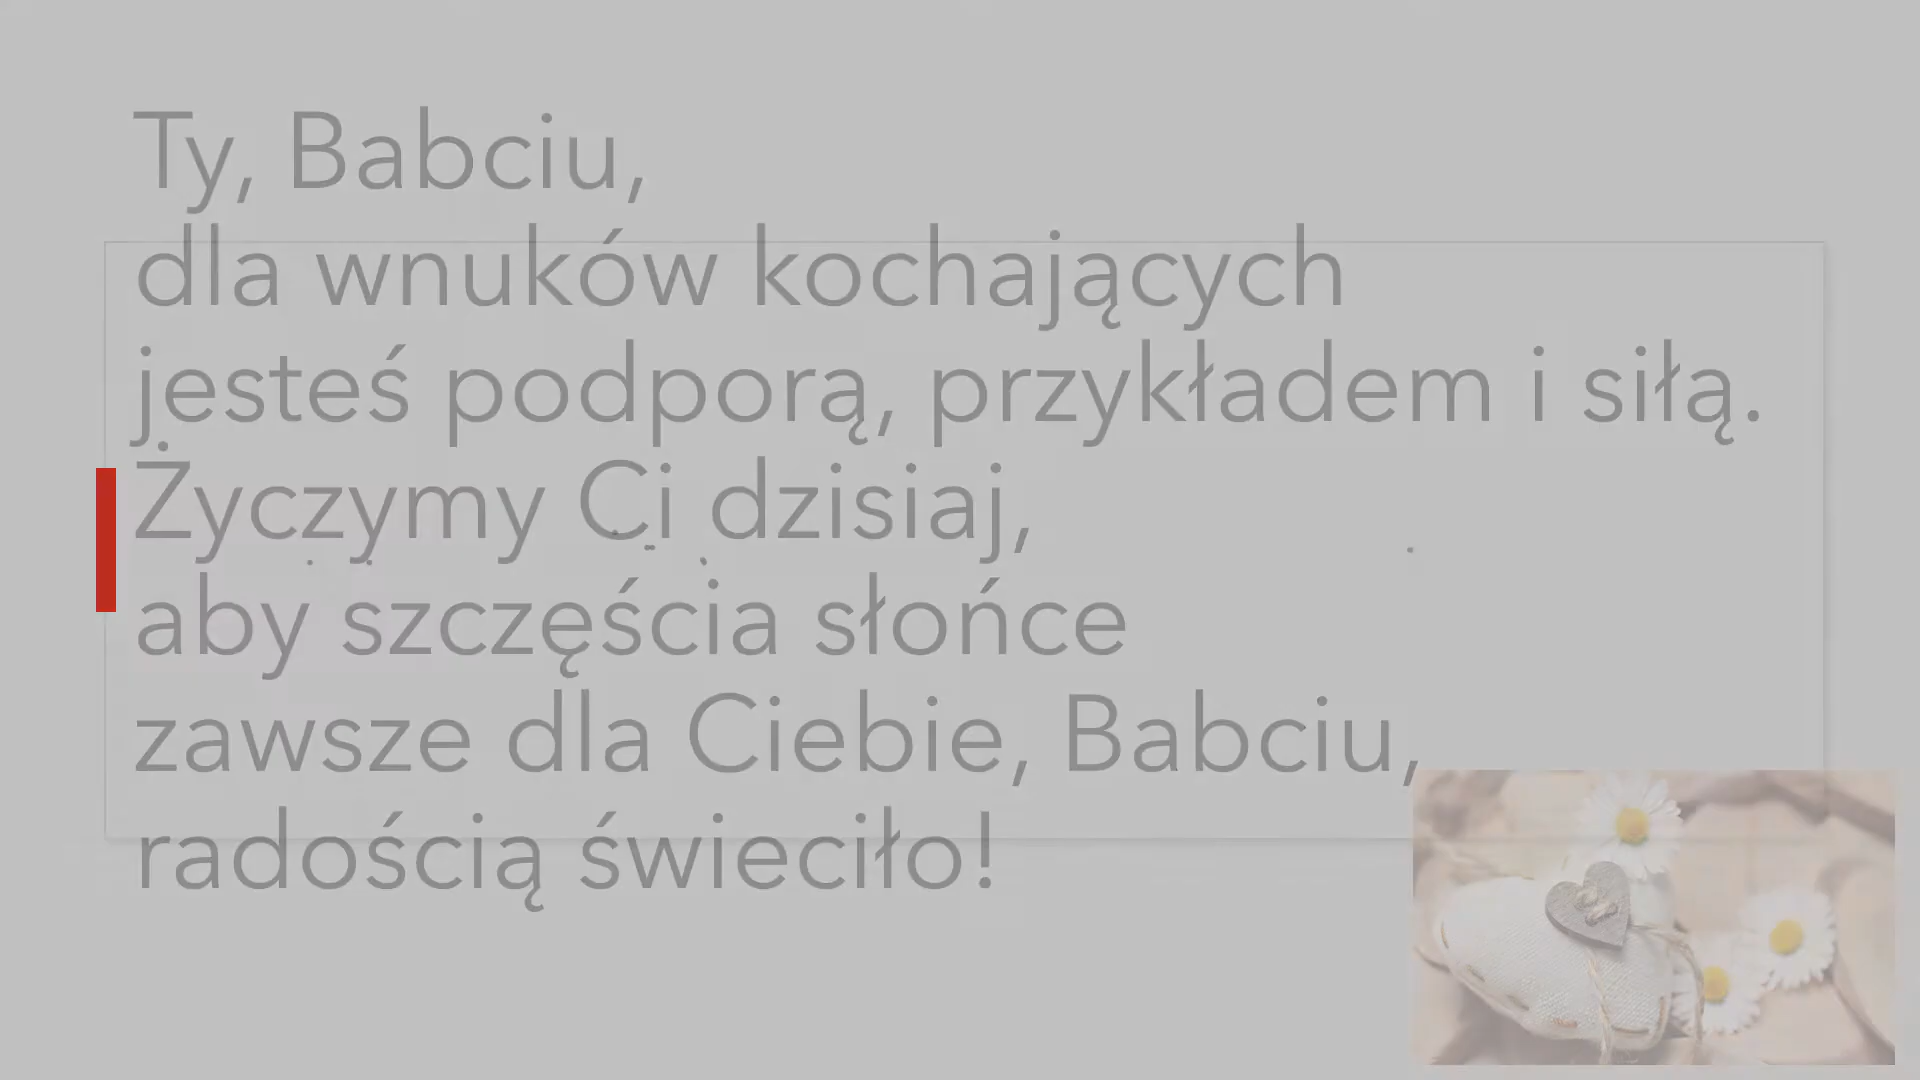 Ty, Babciu,
dla wnuków kochających
jesteś podporą, przykładem i siłą.
Życzymy Ci dzisiaj,
aby szczęścia słońce
zawsze dla Ciebie, Babciu,
radością świeciło!